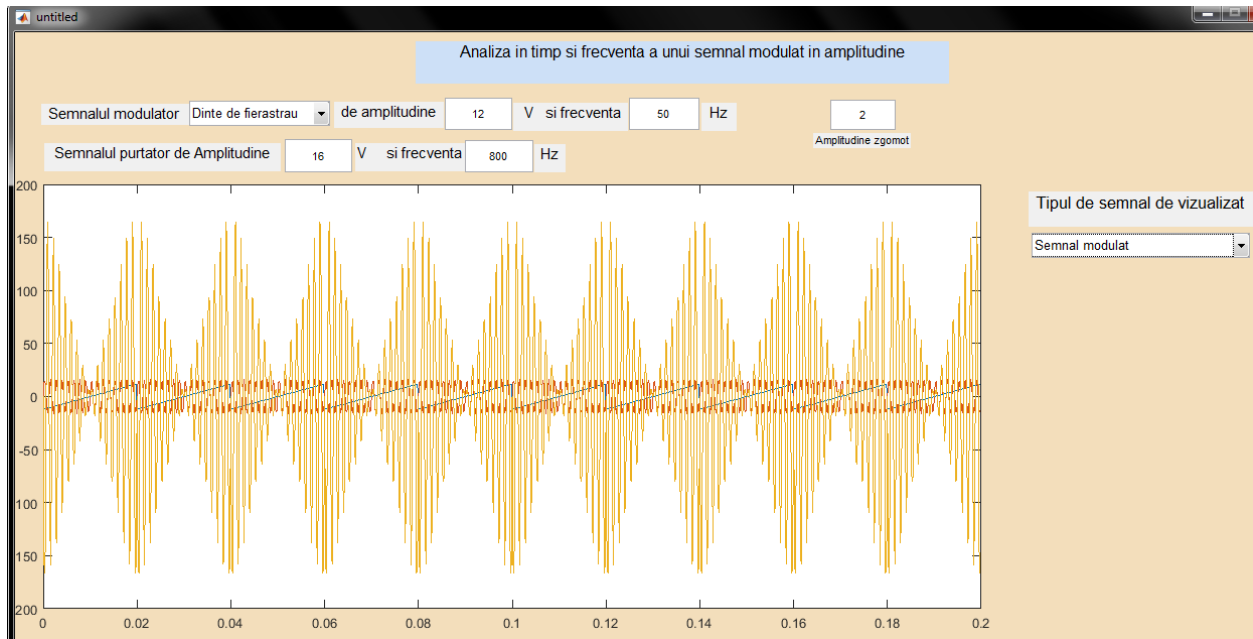 untitled
Analiza in timp si frecventa a unui semnal modulat in amplitudine
Semnalul modulator Dinte de fierastrau de amplitudine 12 V si frecventa 50 Hz 2
Amplitudine zgomot
Semnalul purtator de Amplitudine 16 V si frecventa 800 Hz
Tipul de semnal de vizualizat
Semnal modulat
200
150
100
50
0
-50
100
150
200
0 0.02 0.04 0.06 0.08 0.1 0.12 0.14 0.16 0.18 0.2